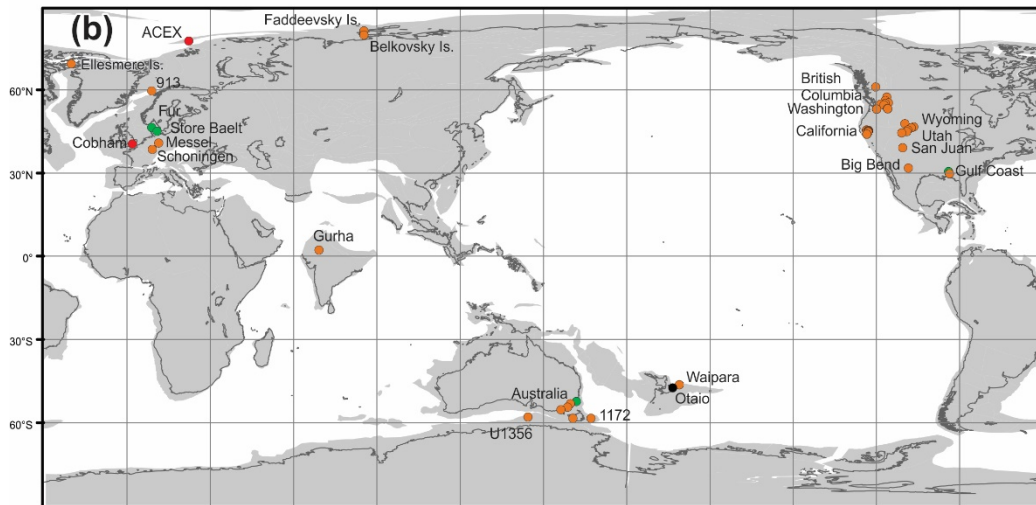 (b)
ACEX
Faddeevsky Is.
Belkovsky Is.
Ellesmere Is.
913
60°N
Fur
Store Baelt
Cobham
Messel
Schoningen
British
Columbia
Washington
California
Wyoming
Utah
San Juan
Big Bend
Gulf Coast
30°N
Gurha
0°
30°S
Australia
Waipara
Otaio
1172
U1356
60°S